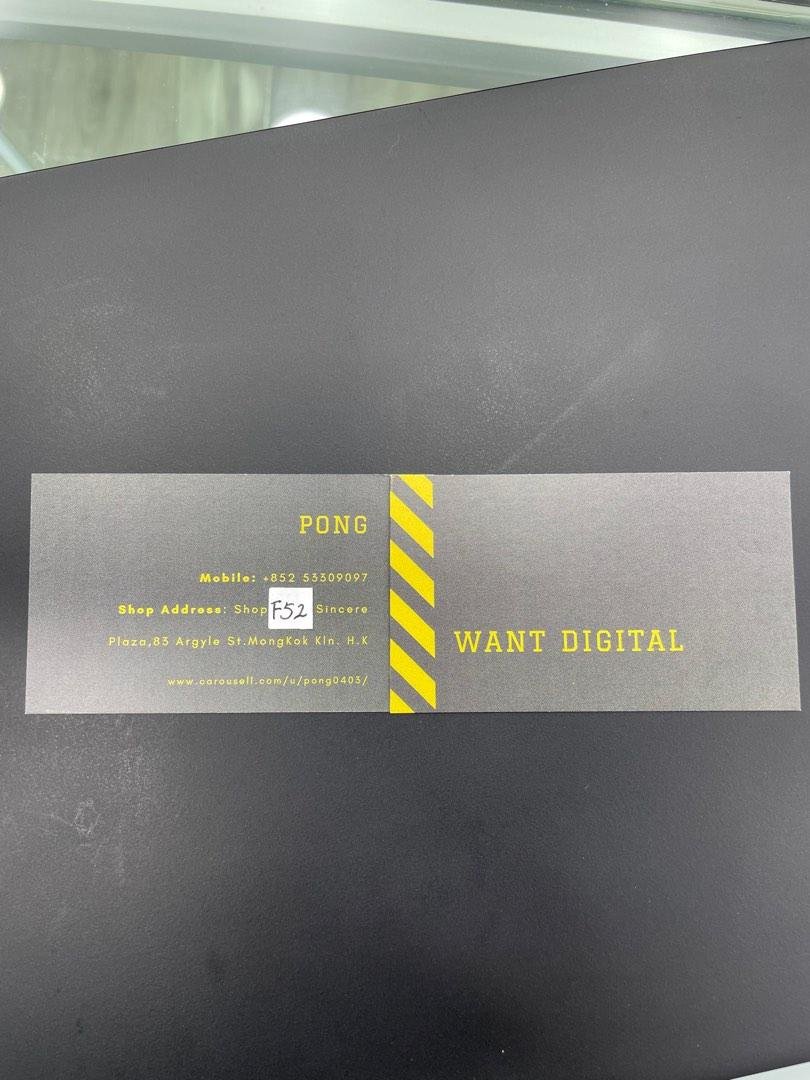 PONG
Mobile: +852 53309097
Shop Address: Shop F52 Sincere
Plaza,83 Argyle St.MongKok Kln. H.K
www.carousell.com/u/pong0403/
WANT DIGITAL